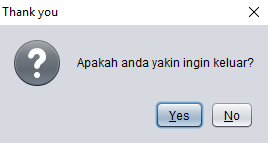 Thank you
Apakah anda yakin ingin keluar?
Yes No